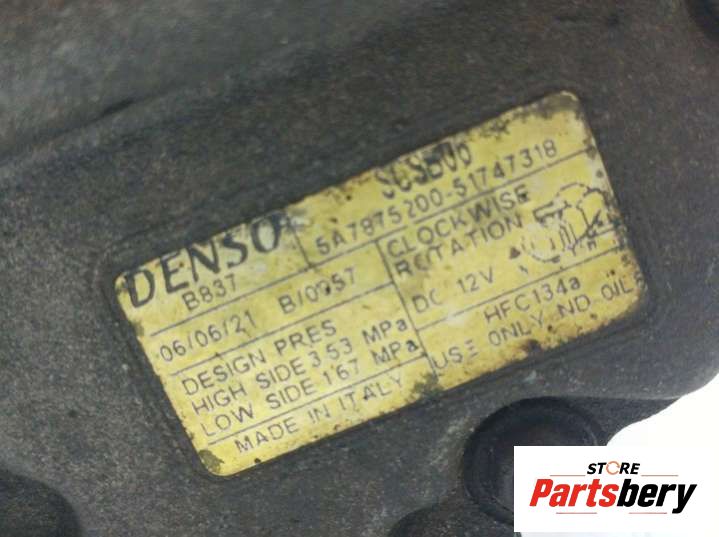 DENSO
SCSB06
B837
5A7875200-51747318
06/06/21 B/0957
CLOCKWISE
ROTATION
DC 12V
DESIGN PRES
HIGH SIDE 3.53 MPa
LOW SIDE 1.67 MPa
HFC134a
USE ONLY ND OIL
MADE IN ITALY
STORE
Partsbery